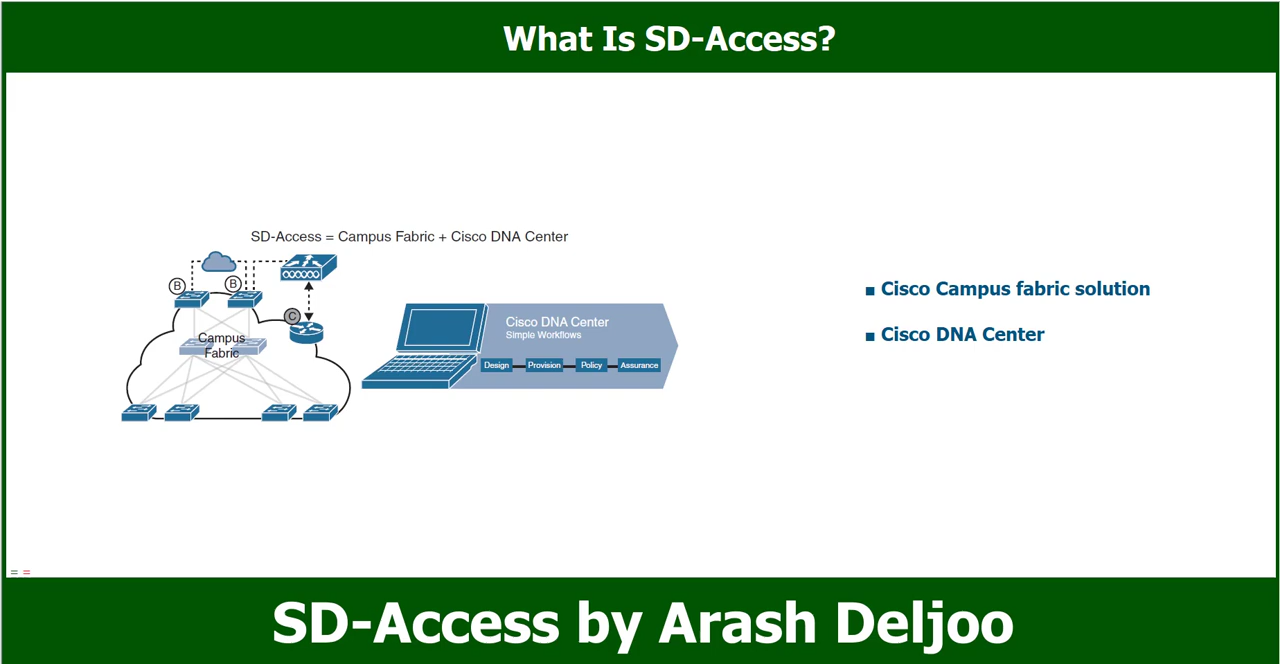 What Is SD-Access?
SD-Access = Campus Fabric + Cisco DNA Center
B
B
C
Campus
Fabric
Cisco DNA Center
Simple Workflows
Design
Provision
Policy
Assurance
■ Cisco Campus fabric solution
■ Cisco DNA Center
= =
SD-Access by Arash Deljoo